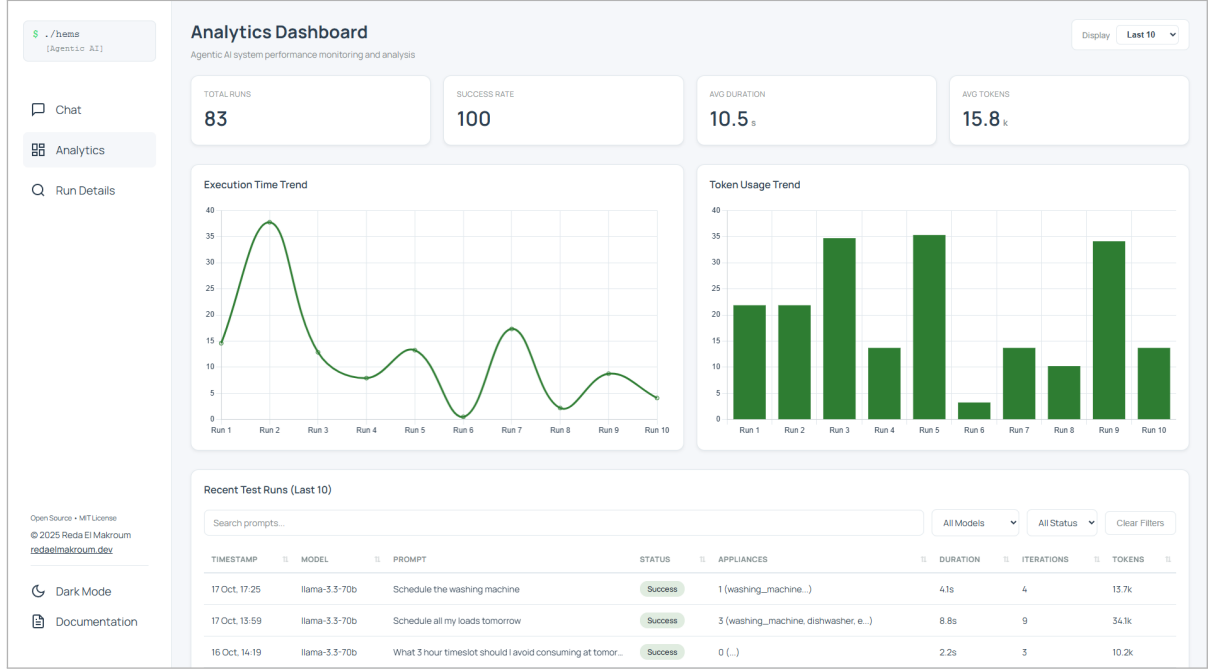 $ ./hems
[Agentic AI]
Chat
Analytics
Run Details
Open Source • MIT License
© 2025 Reda El Makroum
redaelmakroum.dev
Dark Mode
Documentation
Analytics Dashboard
Agentic AI system performance monitoring and analysis
Display Last 10
TOTAL RUNS
83
SUCCESS RATE
100
AVG DURATION
10.5 s
AVG TOKENS
15.8 k
Execution Time Trend
40
35
30
25
20
15
10
5
0
Run 1 Run 2 Run 3 Run 4 Run 5 Run 6 Run 7 Run 8 Run 9 Run 10
Token Usage Trend
40
35
30
25
20
15
10
5
0
Run 1 Run 2 Run 3 Run 4 Run 5 Run 6 Run 7 Run 8 Run 9 Run 10
Recent Test Runs (Last 10)
Search prompts... All Models All Status Clear Filters
TIMESTAMP MODEL PROMPT STATUS APPLIANCES DURATION ITERATIONS TOKENS
17 Oct, 17:25 llama-3.3-70b Schedule the washing machine Success 1 (washing_machine...) 4.1s 4 13.7k
17 Oct, 13:59 llama-3.3-70b Schedule all my loads tomorrow Success 3 (washing_machine, dishwasher, e...) 8.8s 9 34.1k
16 Oct, 14:19 llama-3.3-70b What 3 hour timeslot should I avoid consuming at tomor... Success 0 (...) 2.2s 3 10.2k